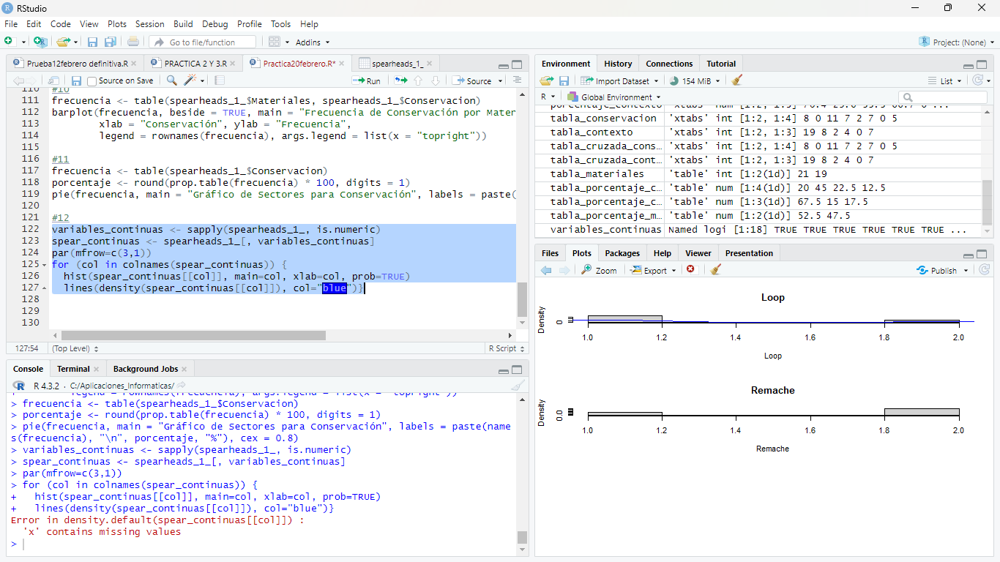 RStudio
File Edit Code View Plots Session Build Debug Profile Tools Help
Go to file/function Addins Project: (None)
Prueba12febrero definitiva.R PRACTICA 2 Y 3.R Practica20febrero.R* spearheads_1_
Source on Save Run Source
110 #10
111 frecuencia <- table(spearheads_1_$Materiales, spearheads_1_$Conservacion)
112 barplot(frecuencia, beside = TRUE, main = "Frecuencia de Conservación por Mater
113 xlab = "Conservación", ylab = "Frecuencia",
114 legend = rownames(frecuencia), args.legend = list(x = "topright"))
115
116 #11
117 frecuencia <- table(spearheads_1_$Conservacion)
118 porcentaje <- round(prop.table(frecuencia) * 100, digits = 1)
119 pie(frecuencia, main = "Gráfico de Sectores para Conservación", labels = paste(
120
121 #12
122 variables_continuas <- sapply(spearheads_1_, is.numeric)
123 spear_continuas <- spearheads_1_[, variables_continuas]
124 par(mfrow=c(3,1))
125 for (col in colnames(spear_continuas)) {
126 hist(spear_continuas[[col]], main=col, xlab=col, prob=TRUE)
127 lines(density(spear_continuas[[col]]), col="blue")}
128
129
130
127:54 (Top Level) R Script
Console Terminal Background Jobs
R 4.3.2 · C:/Aplicaciones_Informaticas/
> frecuencia <- table(spearheads_1_$Conservacion)
> porcentaje <- round(prop.table(frecuencia) * 100, digits = 1)
> pie(frecuencia, main = "Gráfico de Sectores para Conservación", labels = paste(name
s(frecuencia), "\n", porcentaje, "%"), cex = 0.8)
> variables_continuas <- sapply(spearheads_1_, is.numeric)
> spear_continuas <- spearheads_1_[, variables_continuas]
> par(mfrow=c(3,1))
> for (col in colnames(spear_continuas)) {
+ hist(spear_continuas[[col]], main=col, xlab=col, prob=TRUE)
+ lines(density(spear_continuas[[col]]), col="blue")}
Error in density.default(spear_continuas[[col]]) :
'x' contains missing values
>
Environment History Connections Tutorial
Import Dataset 154 MiB List
R Global Environment
tabla_conservacion 'xtabs' int [1:2, 1:4] 8 0 11 7 2 7 0 5
tabla_contexto 'xtabs' int [1:2, 1:3] 19 8 2 4 0 7
tabla_cruzada_cons… 'xtabs' int [1:2, 1:4] 8 0 11 7 2 7 0 5
tabla_cruzada_cont… 'xtabs' int [1:2, 1:3] 19 8 2 4 0 7
tabla_materiales 'table' int [1:2(1d)] 21 19
tabla_porcentaje_c… 'table' num [1:4(1d)] 20 45 22.5 12.5
tabla_porcentaje_c… 'table' num [1:3(1d)] 67.5 15 17.5
tabla_porcentaje_m… 'table' num [1:2(1d)] 52.5 47.5
variables_continuas Named logi [1:18] TRUE TRUE TRUE TRUE TRUE TRUE ...
Files Plots Packages Help Viewer Presentation
Zoom Export Publish
Loop
Density
0
1.0 1.2 1.4 1.6 1.8 2.0
Loop
Remache
Density
0.0
1.0 1.2 1.4 1.6 1.8 2.0
Remache